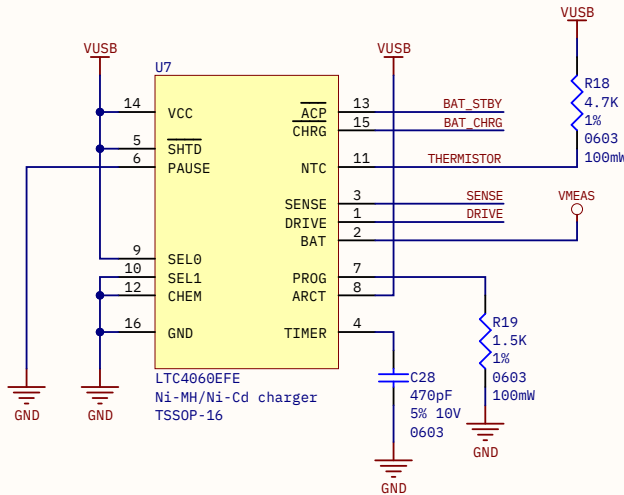 VUSB
VUSB
VUSB
U7
R18
4.7K
1%
0603
100mW
14 VCC
ACP 13 BAT_STBY
CHRG 15 BAT_CHRG
5 SHTD
6 PAUSE
NTC 11 THERMISTOR
SENSE 3 SENSE
VMEAS
DRIVE 1 DRIVE
BAT 2
9 SEL0
10 SEL1
PROG 7
12 CHEM
ARCT 8
16 GND
TIMER 4
R19
1.5K
1%
0603
100mW
LTC4060EFE
Ni-MH/Ni-Cd charger
TSSOP-16
C28
470pF
5% 10V
0603
GND
GND
GND
GND